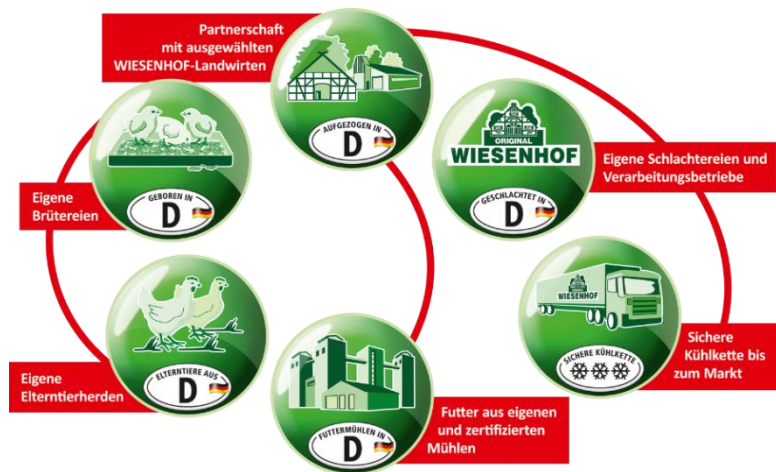 Partnerschaft
mit ausgewählten
WIESENHOF-Landwirten
AUFGEZOGEN IN
D
GEBOREN IN
D
Eigene
Brütereien
ORIGINAL
WIESENHOF
GESCHLACHTET IN
D
Eigene Schlachtereien und
Verarbeitungsbetriebe
ELTERNTIERE AUS
D
Eigene
Elterntierherden
FUTTERMÜHLEN IN
D
Futter aus eigenen
und zertifizierten
Mühlen
WIESENHOF
SICHERE KÜHLKETTE
Sichere
Kühlkette bis
zum Markt